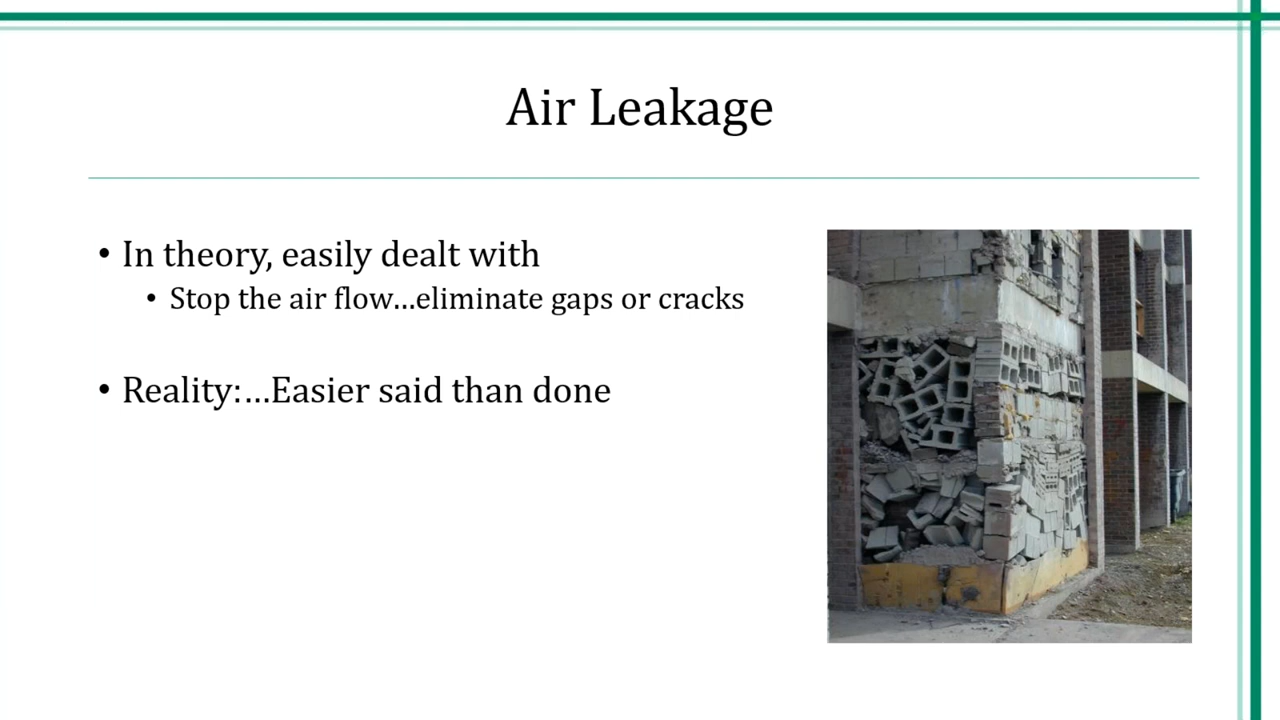 Air Leakage
• In theory, easily dealt with
• Stop the air flow…eliminate gaps or cracks
• Reality:…Easier said than done